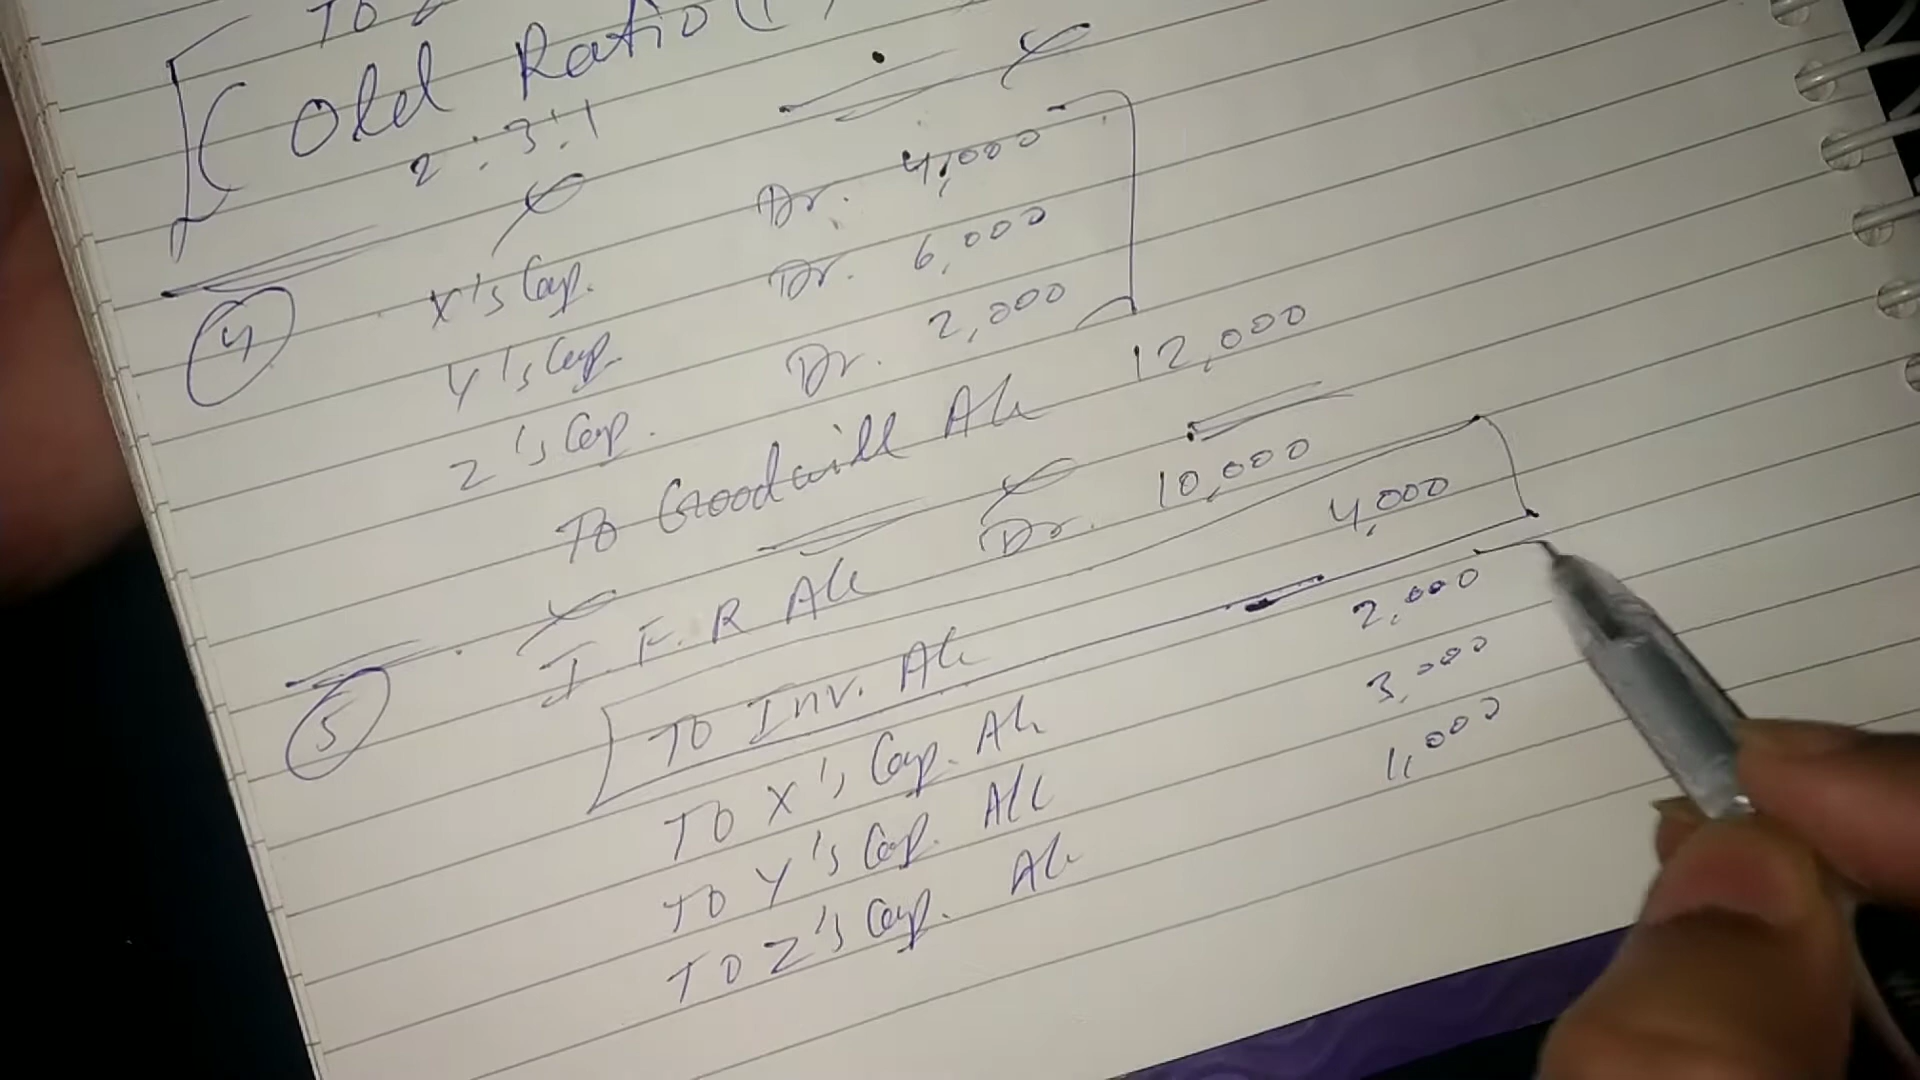 To
( Old Ratio (
2 : 3 : 1
4 X's Cap. Dr. 4,000
Y's Cap. Dr. 6,000
Z's Cap. Dr. 2,000
To Goodwill A/c 12,000
5 I.F.R A/c Dr. 10,000
To Inv. A/c 4,000
To X's Cap. A/c 2,000
To Y's Cap. A/c 3,000
To Z's Cap. A/c 1,000